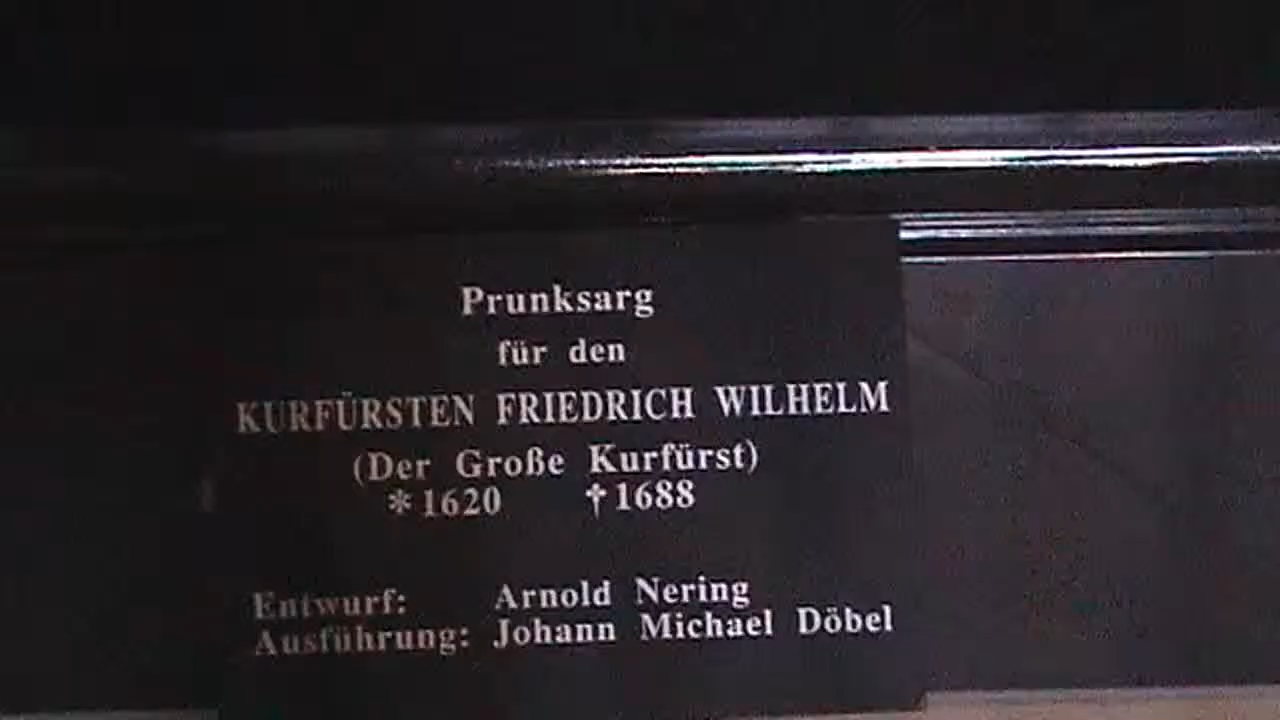 Prunksarg
für den
KURFÜRSTEN FRIEDRICH WILHELM
(Der Große Kurfürst)
*1620 †1688
Entwurf: Arnold Nering
Ausführung: Johann Michael Döbel